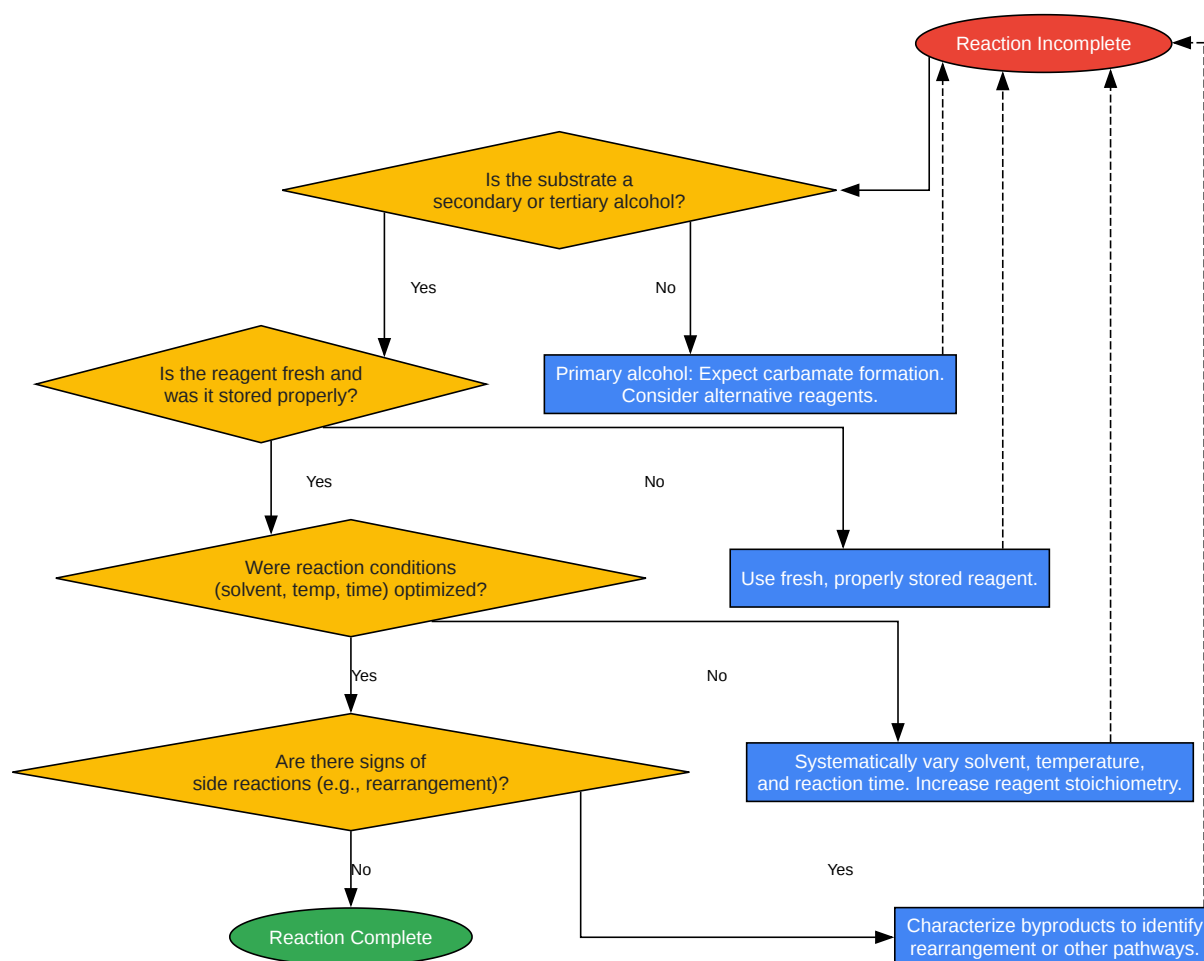 Reaction Incomplete
Is the substrate a
secondary or tertiary alcohol?
Yes
No
Is the reagent fresh and
was it stored properly?
Primary alcohol: Expect carbamate formation.
Consider alternative reagents.
Yes
No
Were reaction conditions
(solvent, temp, time) optimized?
Use fresh, properly stored reagent.
Yes
No
Are there signs of
side reactions (e.g., rearrangement)?
Systematically vary solvent, temperature,
and reaction time. Increase reagent stoichiometry.
No
Yes
Reaction Complete
Characterize byproducts to identify
rearrangement or other pathways.